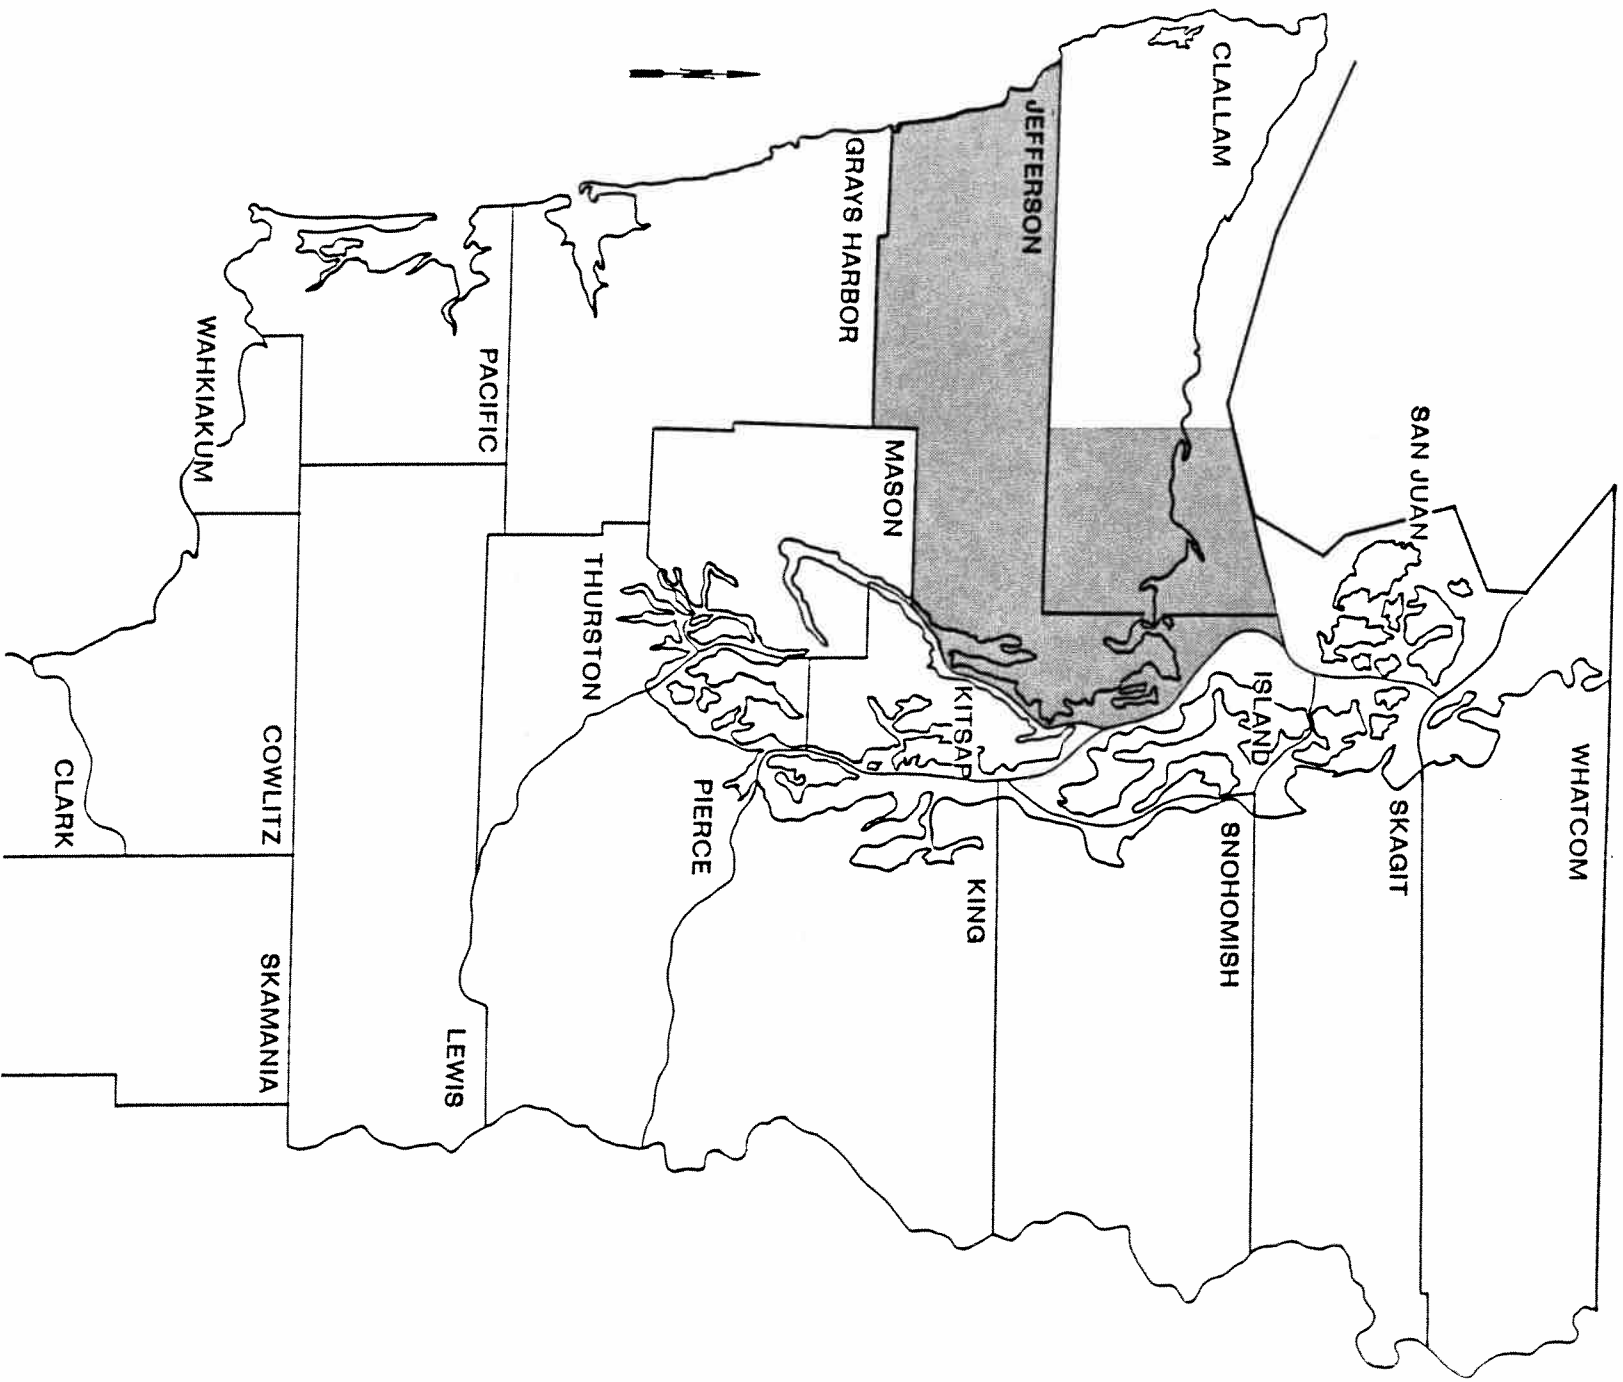 CLALLAM
JEFFERSON
GRAYS HARBOR
PACIFIC
WAHKIAKUM
SAN JUAN
MASON
THURSTON
COWLITZ
CLARK
ISLAND
KITSAP
WHATCOM
SKAGIT
SNOHOMISH
KING
PIERCE
LEWIS
SKAMANIA
N